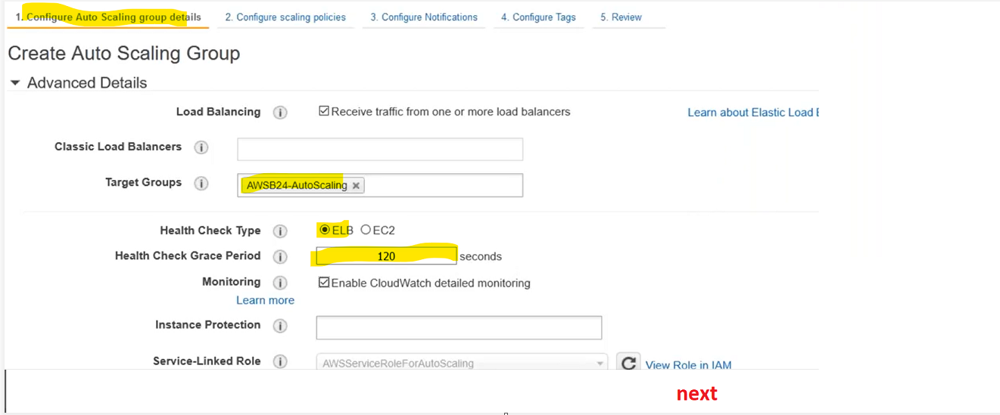 1. Configure Auto Scaling group details 2. Configure scaling policies 3. Configure Notifications 4. Configure Tags 5. Review
Create Auto Scaling Group
Advanced Details
Load Balancing i Receive traffic from one or more load balancers Learn about Elastic Load
Classic Load Balancers i
Target Groups i AWSB24-AutoScaling ×
Health Check Type i ELB EC2
Health Check Grace Period i 120 seconds
Monitoring i Enable CloudWatch detailed monitoring
Learn more
Instance Protection i
Service-Linked Role i AWSServiceRoleForAutoScaling View Role in IAM
next